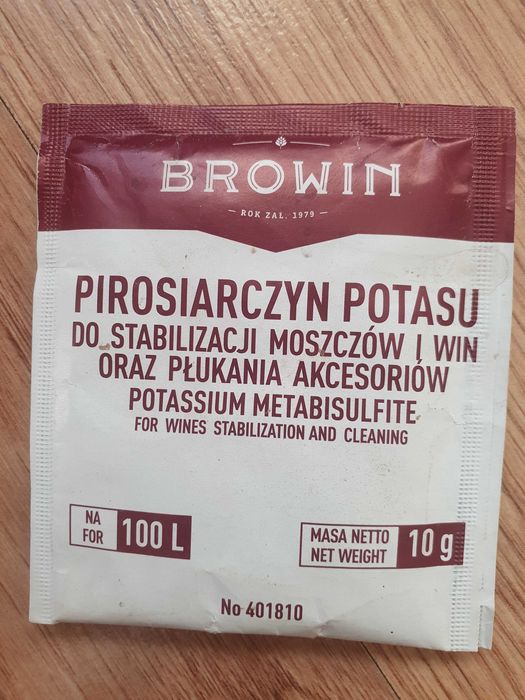 BROWIN
ROK ZAŁ. 1979
PIROSIARCZYN POTASU
DO STABILIZACJI MOSZCZÓW I WIN
ORAZ PŁUKANIA AKCESORIÓW
POTASSIUM METABISULFITE
FOR WINES STABILIZATION AND CLEANING
NA
FOR
100 L
MASA NETTO
NET WEIGHT
10 g
No 401810